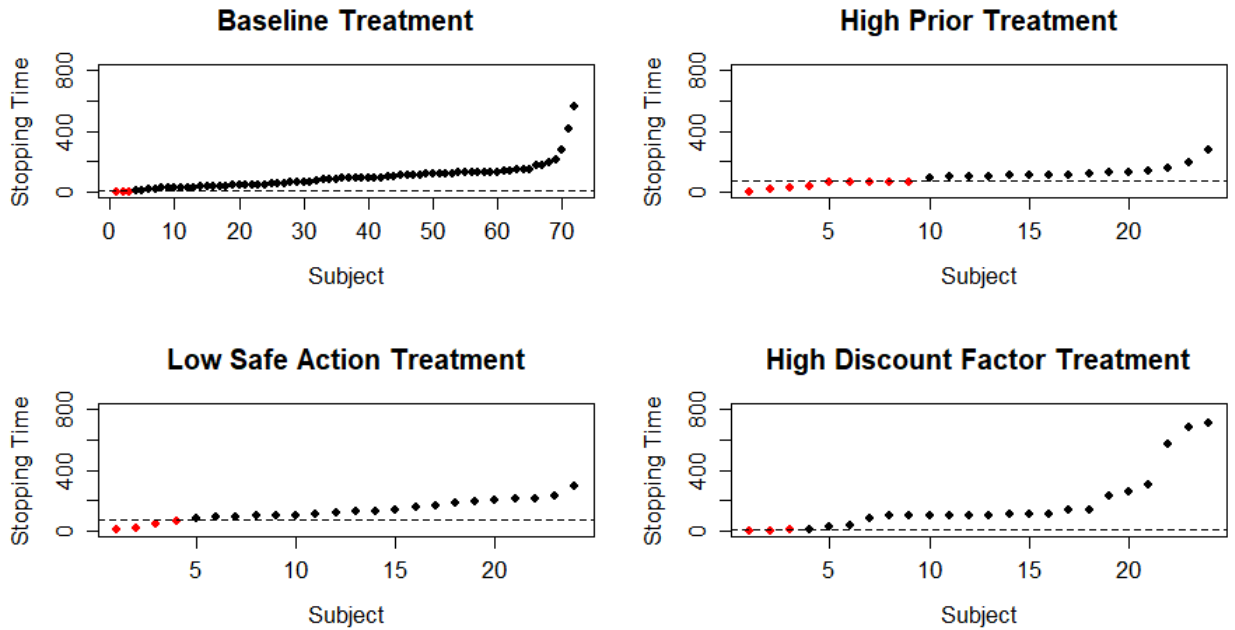 Baseline Treatment
Stopping Time
0 400 800
0 10 20 30 40 50 60 70
Subject
High Prior Treatment
Stopping Time
0 400 800
5 10 15 20
Subject
Low Safe Action Treatment
Stopping Time
0 400 800
5 10 15 20
Subject
High Discount Factor Treatment
Stopping Time
0 400 800
5 10 15 20
Subject